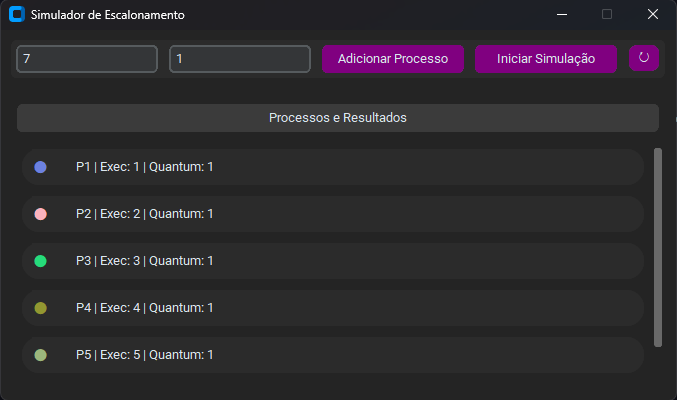 Simulador de Escalonamento
7 1 Adicionar Processo Iniciar Simulação
Processos e Resultados
P1 | Exec: 1 | Quantum: 1
P2 | Exec: 2 | Quantum: 1
P3 | Exec: 3 | Quantum: 1
P4 | Exec: 4 | Quantum: 1
P5 | Exec: 5 | Quantum: 1